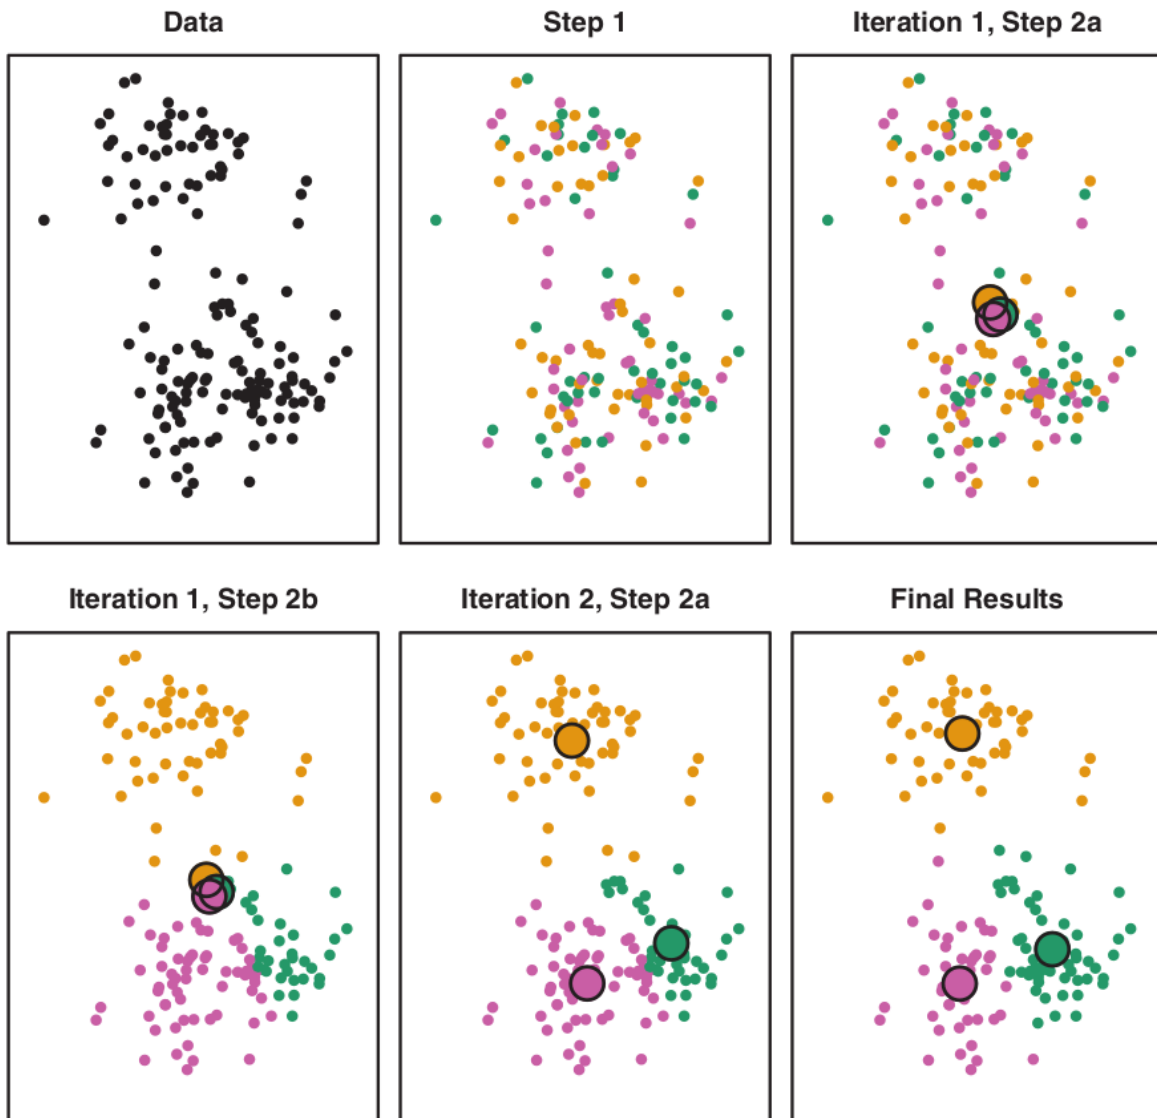 Data
Step 1
Iteration 1, Step 2a
Iteration 1, Step 2b
Iteration 2, Step 2a
Final Results